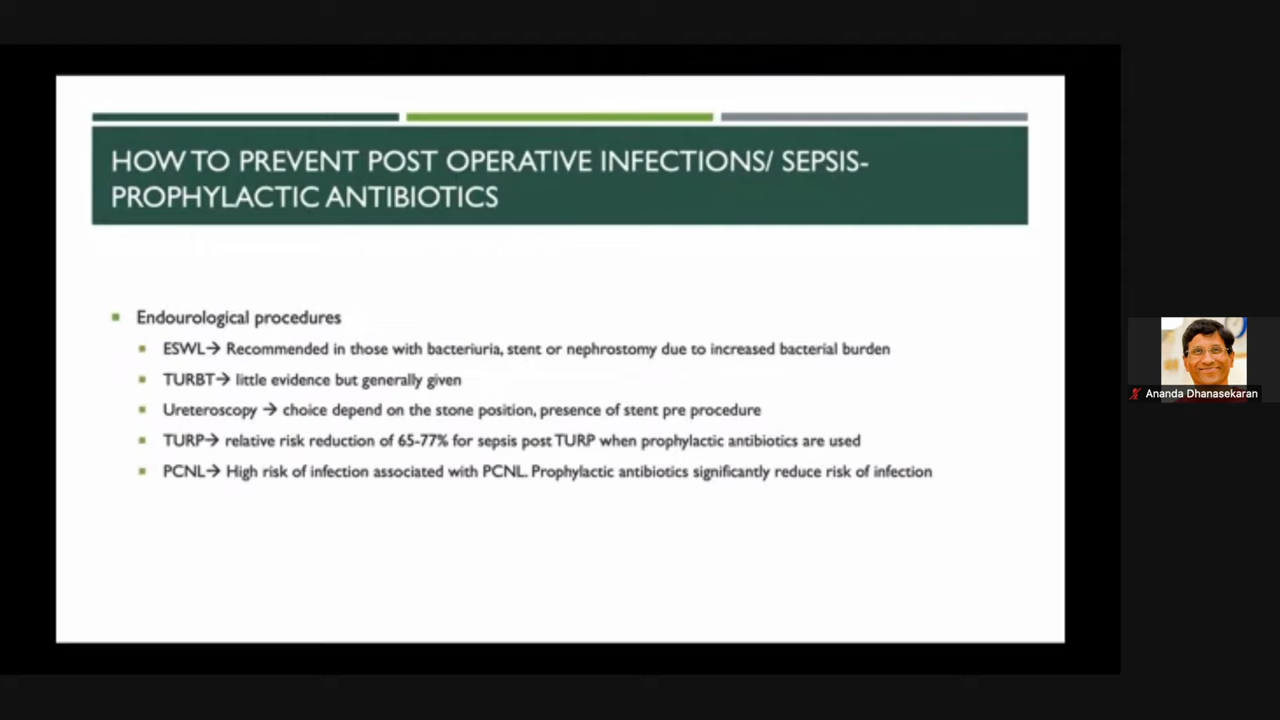 HOW TO PREVENT POST OPERATIVE INFECTIONS/ SEPSIS-
PROPHYLACTIC ANTIBIOTICS
Endourological procedures
ESWL→ Recommended in those with bacteriuria, stent or nephrostomy due to increased bacterial burden
TURBT→ little evidence but generally given
Ureteroscopy → choice depend on the stone position, presence of stent pre procedure
TURP→ relative risk reduction of 65-77% for sepsis post TURP when prophylactic antibiotics are used
PCNL→ High risk of infection associated with PCNL. Prophylactic antibiotics significantly reduce risk of infection
Ananda Dhanasekaran